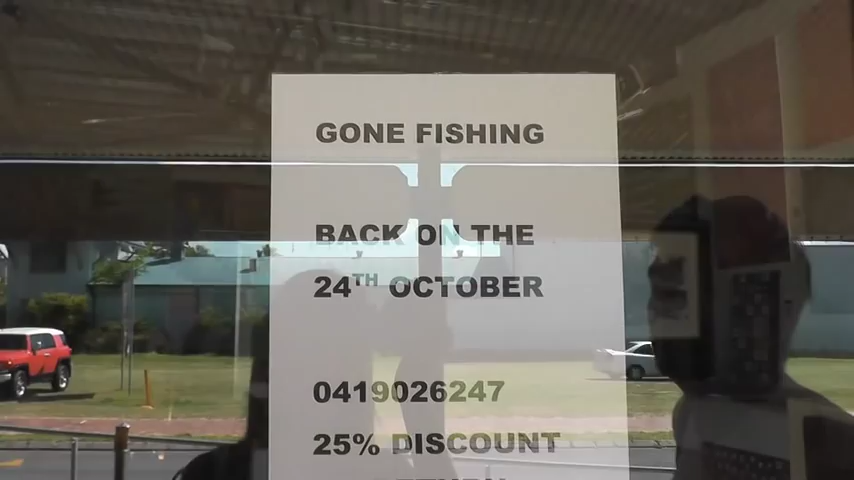 GONE FISHING
BACK ON THE
24TH OCTOBER
0419026247
25% DISCOUNT